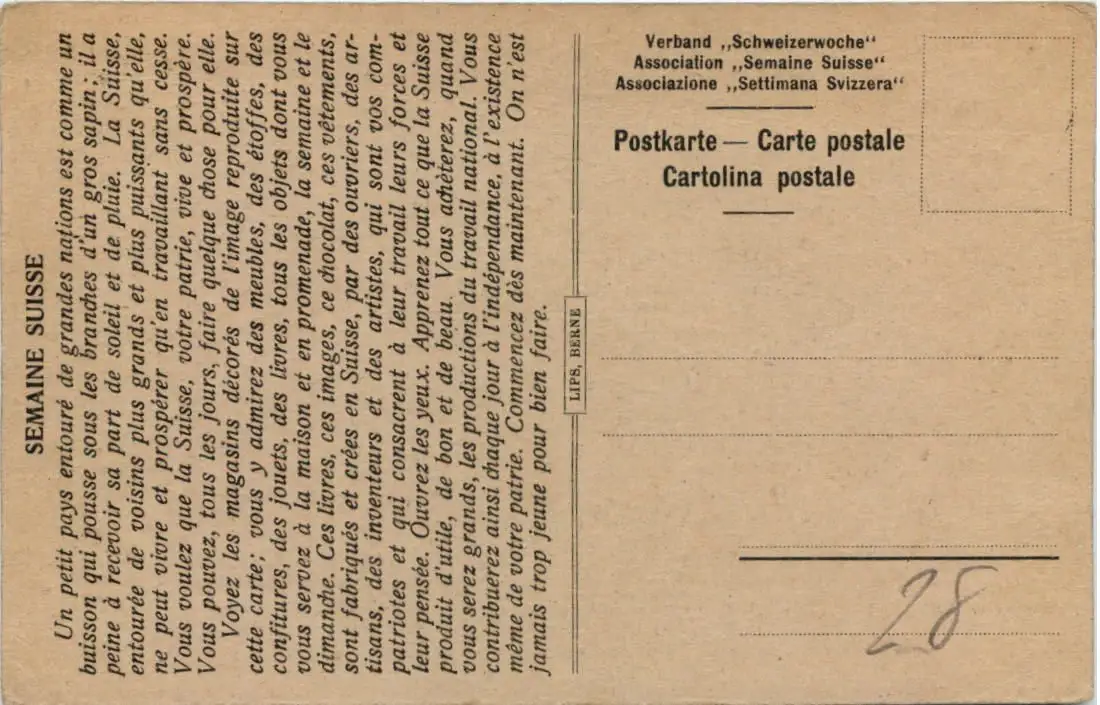 SEMAINE SUISSE
Un petit pays entouré de grandes nations est comme un
buisson qui pousse sous les branches d'un gros sapin; il a
peine à recevoir sa part de soleil et de pluie. La Suisse,
entourée de voisins plus grands et plus puissants qu'elle,
ne peut vivre et prospérer qu'en travaillant sans cesse.
Vous voulez que la Suisse, votre patrie, vive et prospère.
Vous pouvez, tous les jours, faire quelque chose pour elle.
Voyez les magasins décorés de l'image reproduite sur
cette carte; vous y admirez des meubles, des étoffes, des
confitures, des jouets, des livres, tous les objets dont vous
vous servez à la maison et en promenade, la semaine et le
dimanche. Ces livres, ces images, ce chocolat, ces vêtements,
sont fabriqués et créés en Suisse, par des ouvriers, des ar-
tisans, des inventeurs et des artistes, qui sont vos com-
patriotes et qui consacrent à leur travail leurs forces et
leur pensée. Ouvrez les yeux. Apprenez tout ce que la Suisse
produit d'utile, de bon et de beau. Vous achèterez, quand
vous serez grands, les productions du travail national. Vous
contribuerez ainsi chaque jour à l'indépendance, à l'existence
même de votre patrie. Commencez dès maintenant. On n'est
jamais trop jeune pour bien faire.
LIPS, BERNE
Verband „Schweizerwoche"
Association „Semaine Suisse"
Associazione „Settimana Svizzera"
Postkarte — Carte postale
Cartolina postale
28